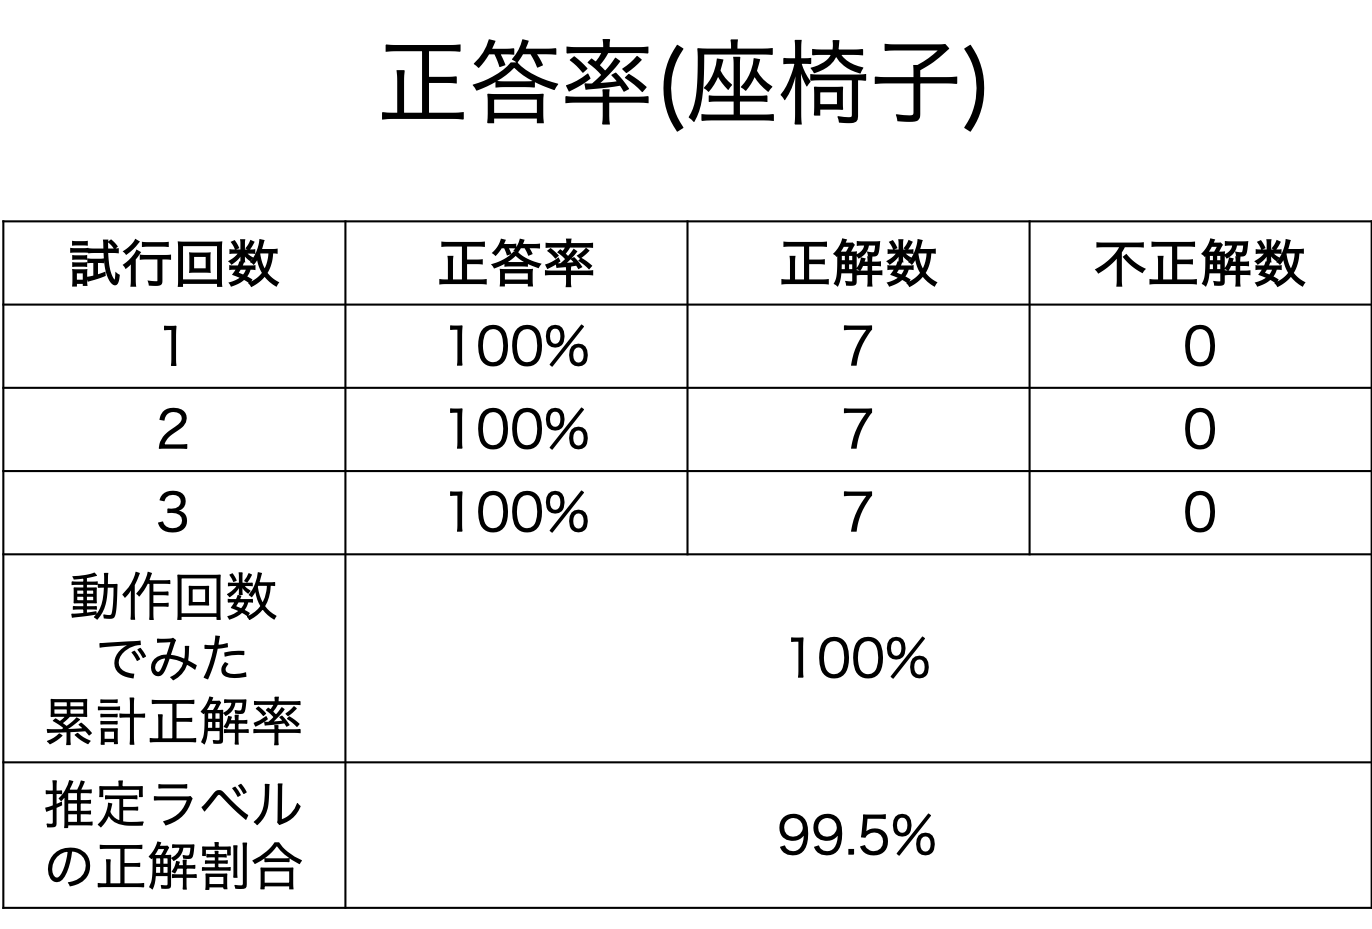 正答率(座椅子)
試行回数 正答率 正解数 不正解数
1 100% 7 0
2 100% 7 0
3 100% 7 0
動作回数
でみた
累計正解率
100%
推定ラベル
の正解割合
99.5%